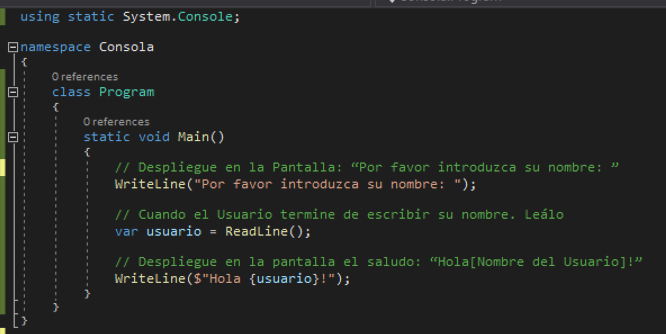 using static System.Console;
namespace Consola
{
0 references
class Program
{
0 references
static void Main()
{
// Despliegue en la Pantalla: “Por favor introduzca su nombre: ”
WriteLine("Por favor introduzca su nombre: ");
// Cuando el Usuario termine de escribir su nombre. Leálo
var usuario = ReadLine();
// Despliegue en la pantalla el saludo: “Hola[Nombre del Usuario]!”
WriteLine($"Hola {usuario}!");
}
}
}